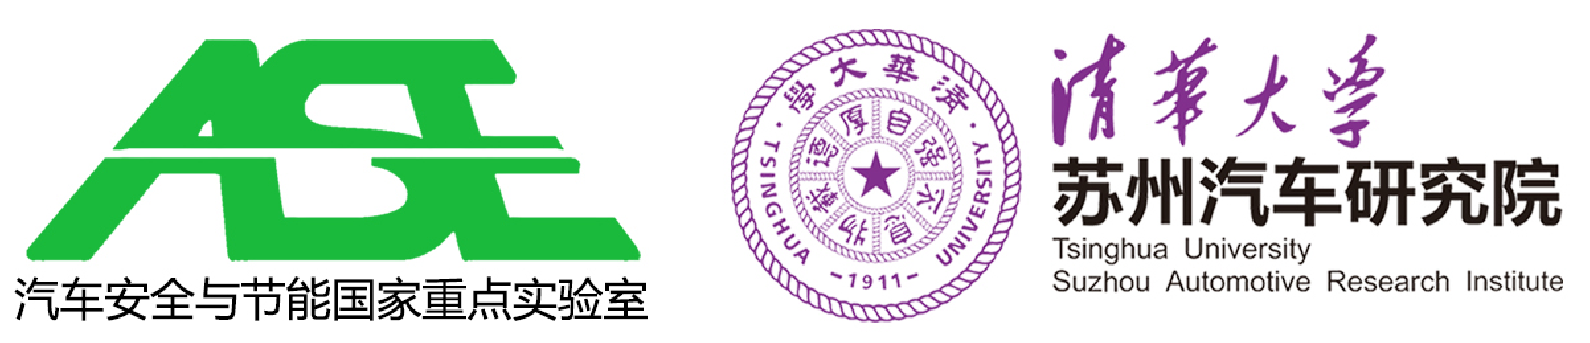 ASE
汽车安全与节能国家重点实验室
清華大學
自强不息
厚德載物
TSINGHUA UNIVERSITY
-1911-
清華大学
苏州汽车研究院
Tsinghua University
Suzhou Automotive Research Institute